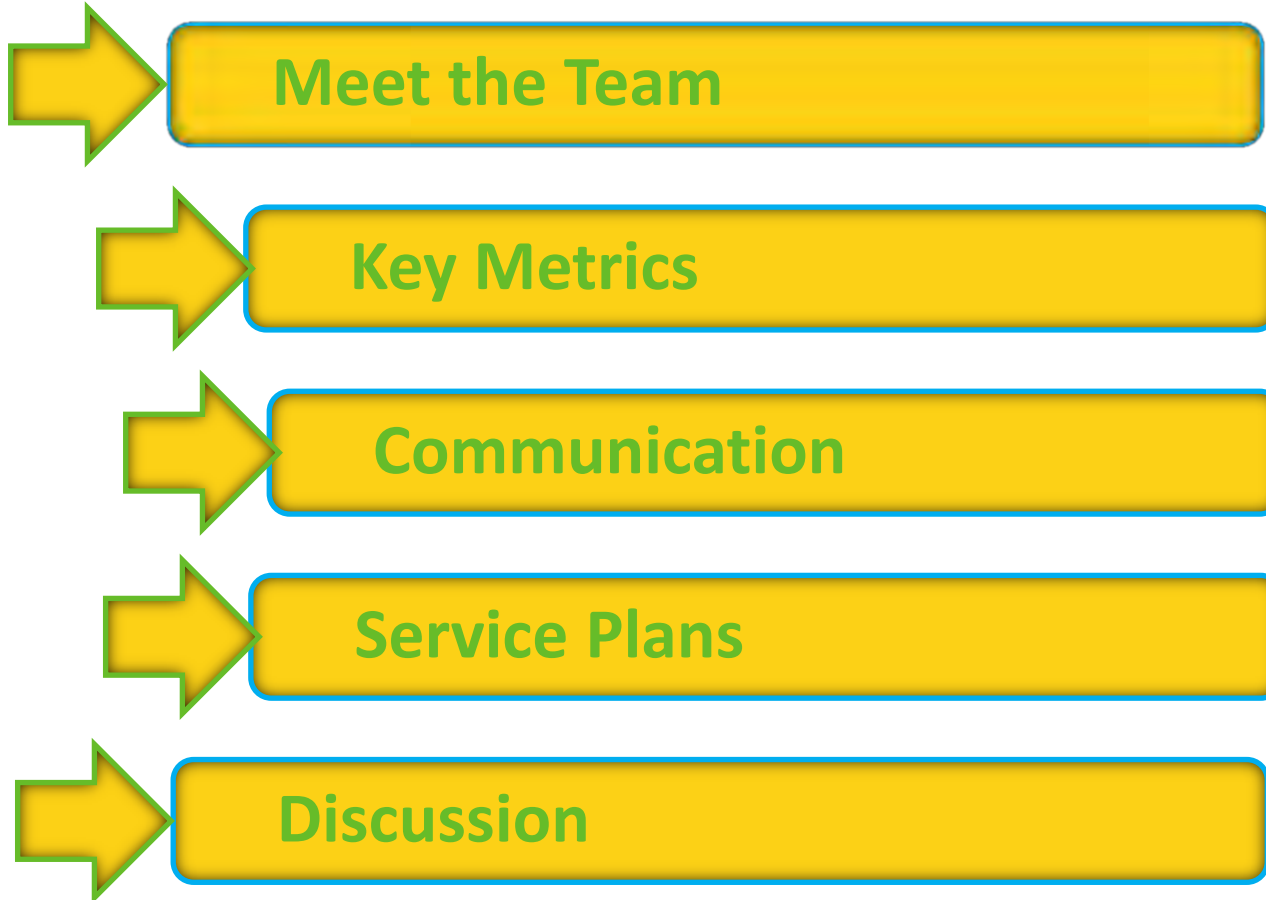 Meet the Team
Key Metrics
Communication
Service Plans
Discussion